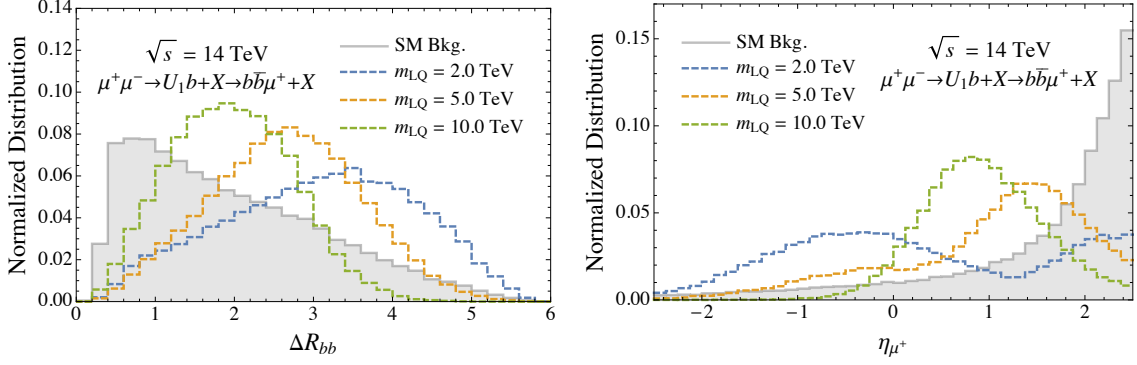 0.14
0.12
0.10
0.08
0.06
0.04
0.02
0.00
Normalized Distribution
√s = 14 TeV
μ⁺μ⁻→U₁b+X→bb̅μ⁺+X
SM Bkg.
m_LQ = 2.0 TeV
m_LQ = 5.0 TeV
m_LQ = 10.0 TeV
0 1 2 3 4 5 6
ΔR_bb
0.15
0.10
0.05
0.00
Normalized Distribution
SM Bkg.
m_LQ = 2.0 TeV
m_LQ = 5.0 TeV
m_LQ = 10.0 TeV
√s = 14 TeV
μ⁺μ⁻→U₁b+X→bb̅μ⁺+X
−2 −1 0 1 2
η_μ⁺